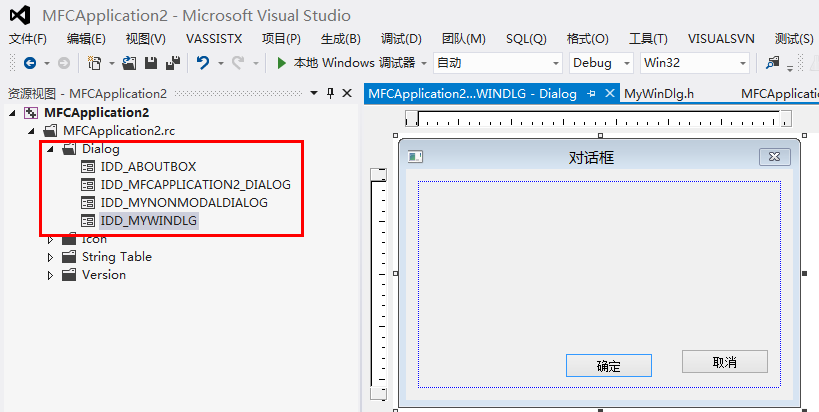 MFCApplication2 - Microsoft Visual Studio
文件(F) 编辑(E) 视图(V) VASSISTX 项目(P) 生成(B) 调试(D) 团队(M) SQL(Q) 格式(O) 工具(T) VISUALSVN 测试(S)
本地 Windows 调试器 自动 Debug Win32
资源视图 - MFCApplication2
MFCApplication2...WINDLG - Dialog MyWinDlg.h MFCApplicatio
MFCApplication2
MFCApplication2.rc
Dialog
IDD_ABOUTBOX
IDD_MFCAPPLICATION2_DIALOG
IDD_MYNONMODALDIALOG
IDD_MYWINDLG
Icon
String Table
Version
对话框
确定 取消